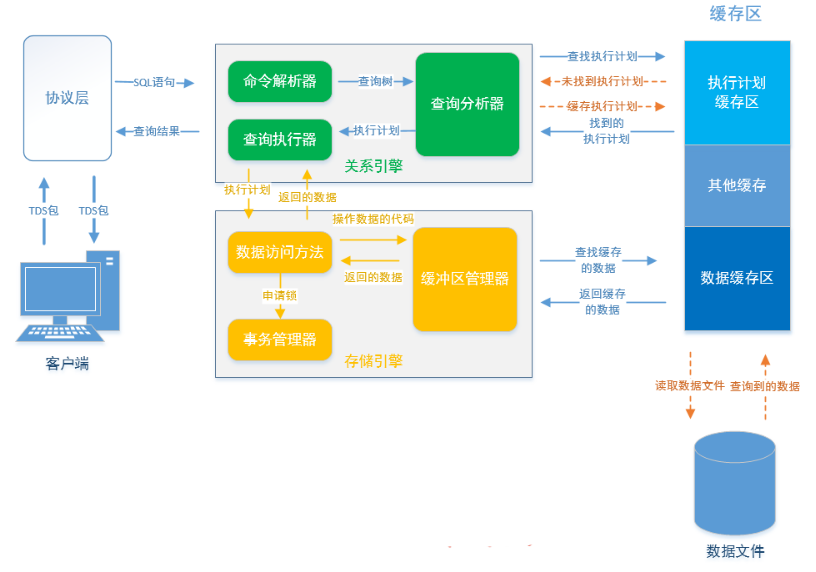 缓存区
协议层
SQL语句
查询结果
TDS包
TDS包
客户端
命令解析器
查询树
查询分析器
查询执行器
执行计划
关系引擎
查找执行计划
未找到执行计划
缓存执行计划
找到的
执行计划
执行计划
缓存区
其他缓存
数据缓存区
执行计划
返回的数据
操作数据的代码
数据访问方法
返回的数据
缓冲区管理器
申请锁
事务管理器
存储引擎
查找缓存
的数据
返回缓存
的数据
读取数据文件
查询到的数据
数据文件